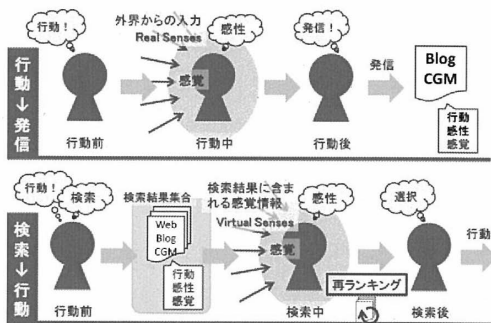 行動↓発信
行動！
外界からの入力
Real Senses
感覚
感性
発信！
発信
Blog
CGM
行動
感性
感覚
行動前
行動中
行動後
検索↓行動
行動！
検索
検索結果集合
Web
Blog
CGM
行動
感性
感覚
検索結果に含ま
れる感覚情報
Virtual Senses
感覚
感性
選択
行動
再ランキング
行動前
検索中
検索後